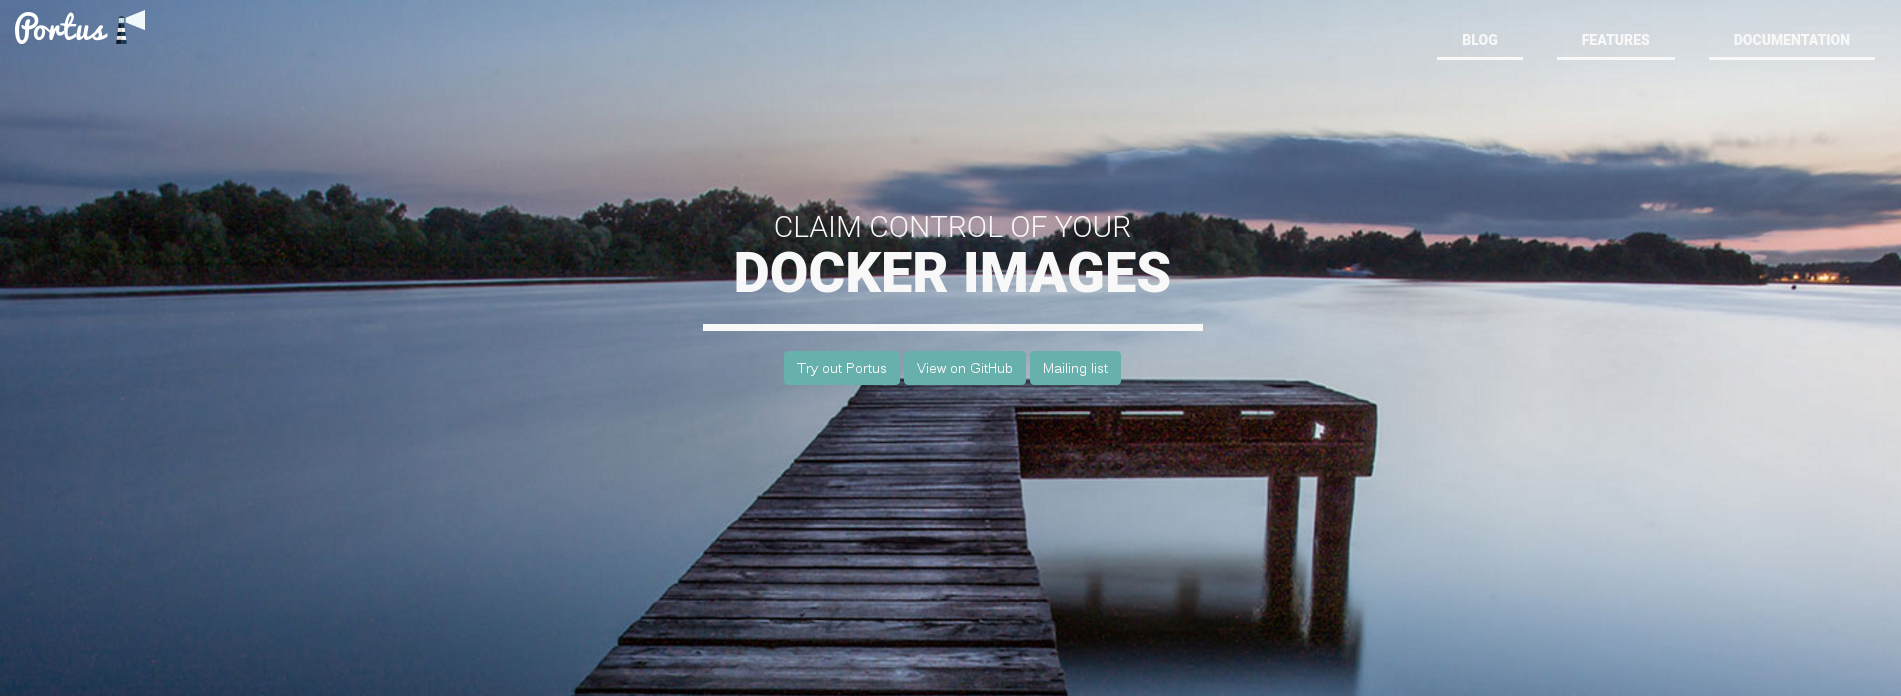 Portus
BLOG FEATURES DOCUMENTATION
CLAIM CONTROL OF YOUR
DOCKER IMAGES
Try out Portus View on GitHub Mailing list